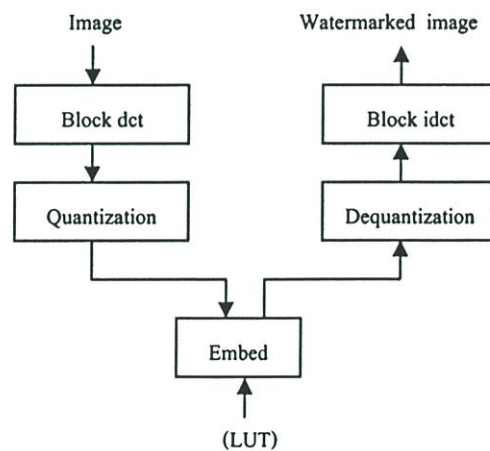 Image
Watermarked image
Block dct
Block idct
Quantization
Dequantization
Embed
(LUT)